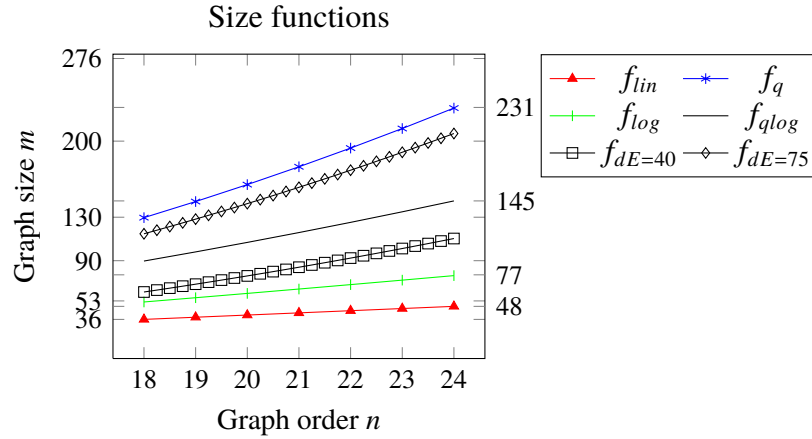 Size functions
Graph size m
276
200
130
90
53
36
231
145
77
48
18 19 20 21 22 23 24
Graph order n
f_lin f_q
f_log f_qlog
f_dE=40 f_dE=75